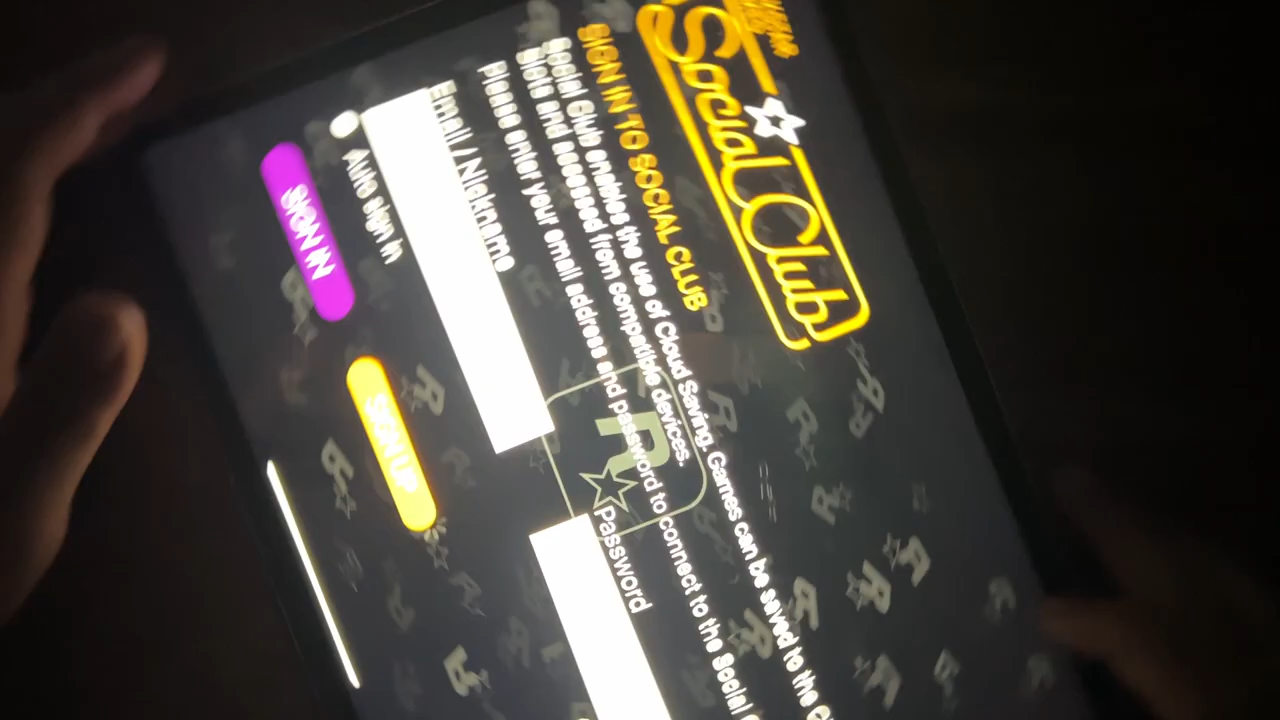 Social Club
SIGN IN TO SOCIAL CLUB
Social Club enables the use of Cloud Saving. Games can be saved to the
and accessed from compatible devices.
Please enter your email address and password to connect to the Social
Email / Nickname
Password
Auto sign in
SIGN IN
SIGN UP